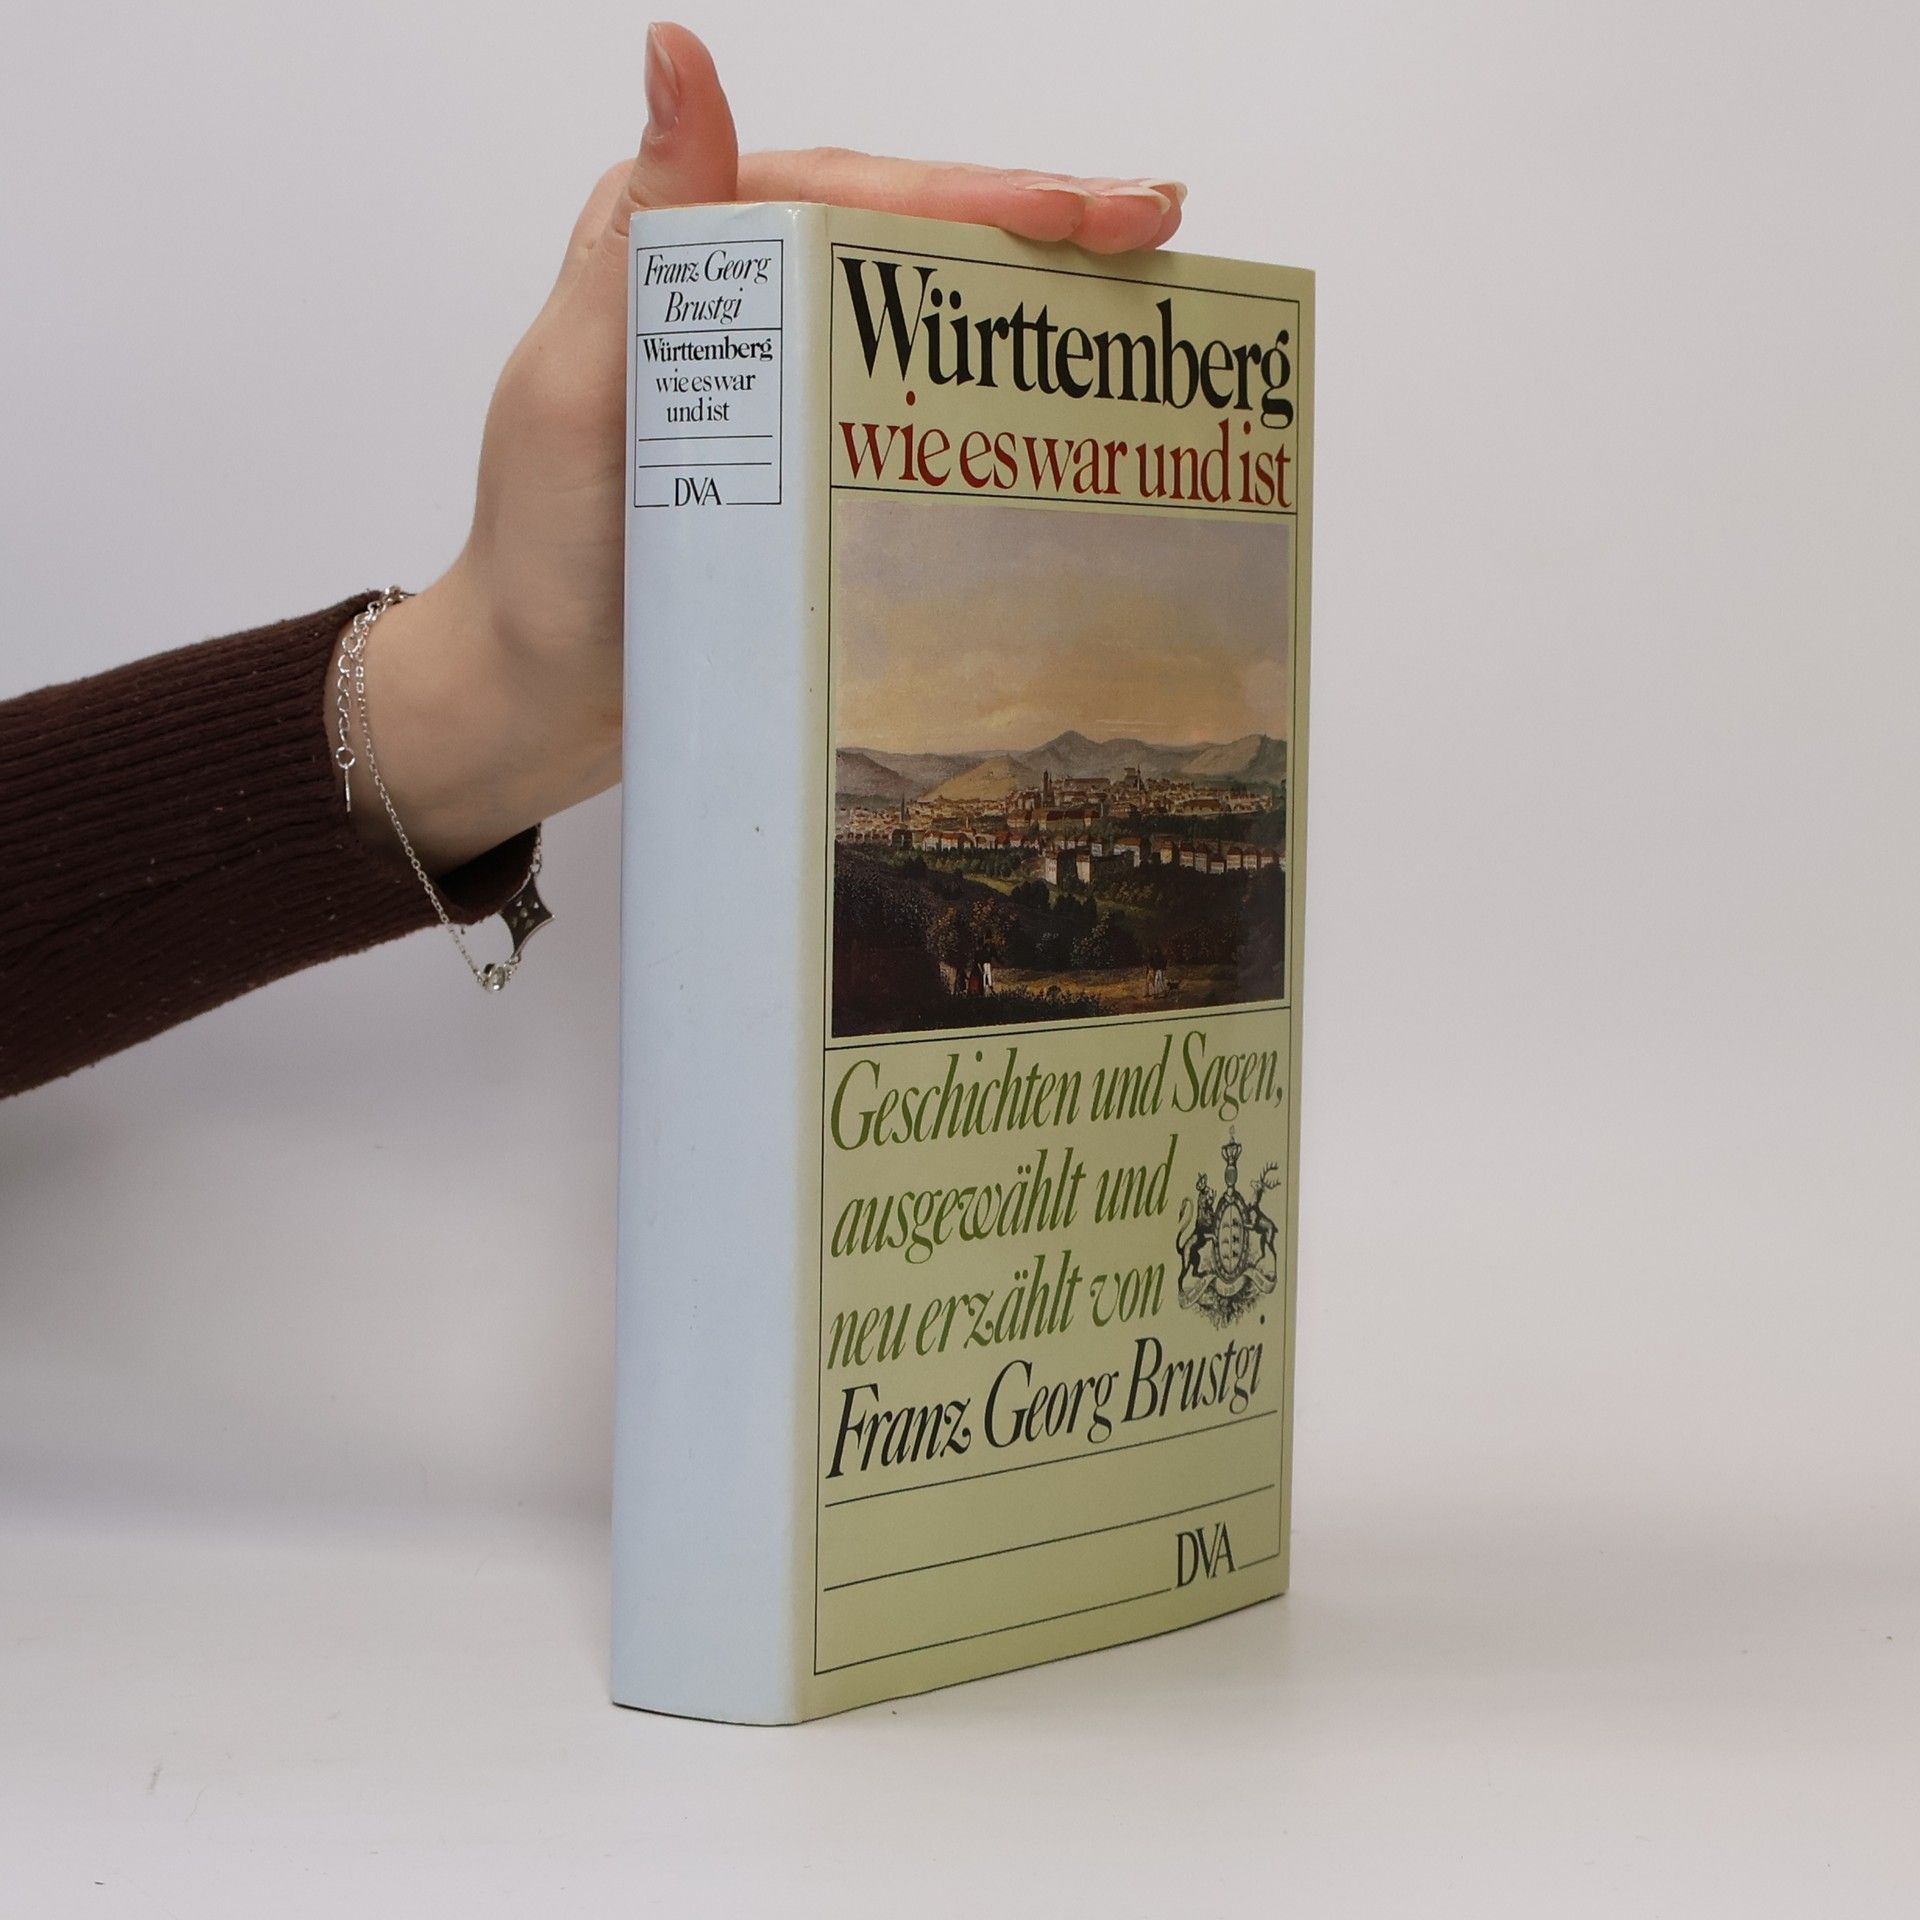 Franz Georg
Brustgi
Württemberg
wie es war
und ist
DVA
Württemberg
wie es war und ist
Geschichten und Sagen,
ausgewählt und
neu erzählt von
Franz Georg Brustgi
DVA